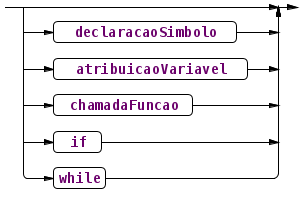 declaracaoSimbolo
atribuicaoVariavel
chamadaFuncao
if
while